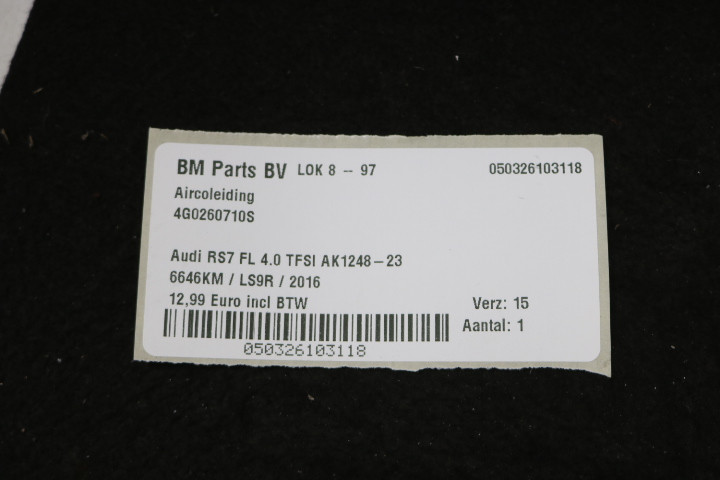 BM Parts BV LOK 8 - 97 050326103118
Aircoleiding
4G0260710S
Audi RS7 FL 4.0 TFSI AK1248-23
6646KM / LS9R / 2016
12,99 Euro incl BTW Verz: 15
Aantal: 1
050326103118